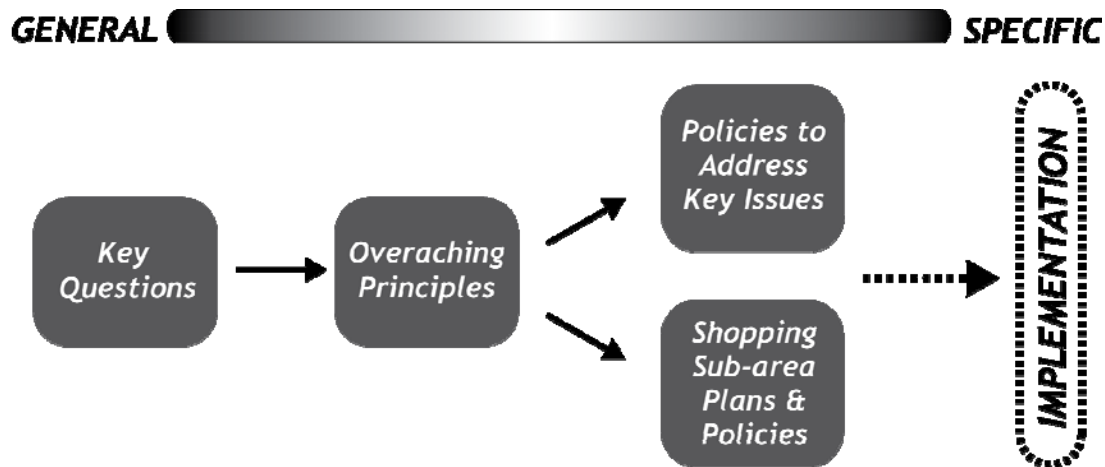 GENERAL
SPECIFIC
Key
Questions
Overaching
Principles
Policies to
Address
Key Issues
Shopping
Sub-area
Plans &
Policies
IMPLEMENTATION